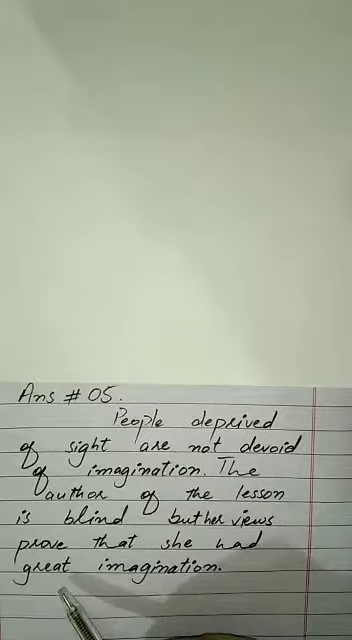 Ans # 05.
People deprived
of sight are not devoid
of imagination. The
author of the lesson
is blind but her views
prove that she had
great imagination.